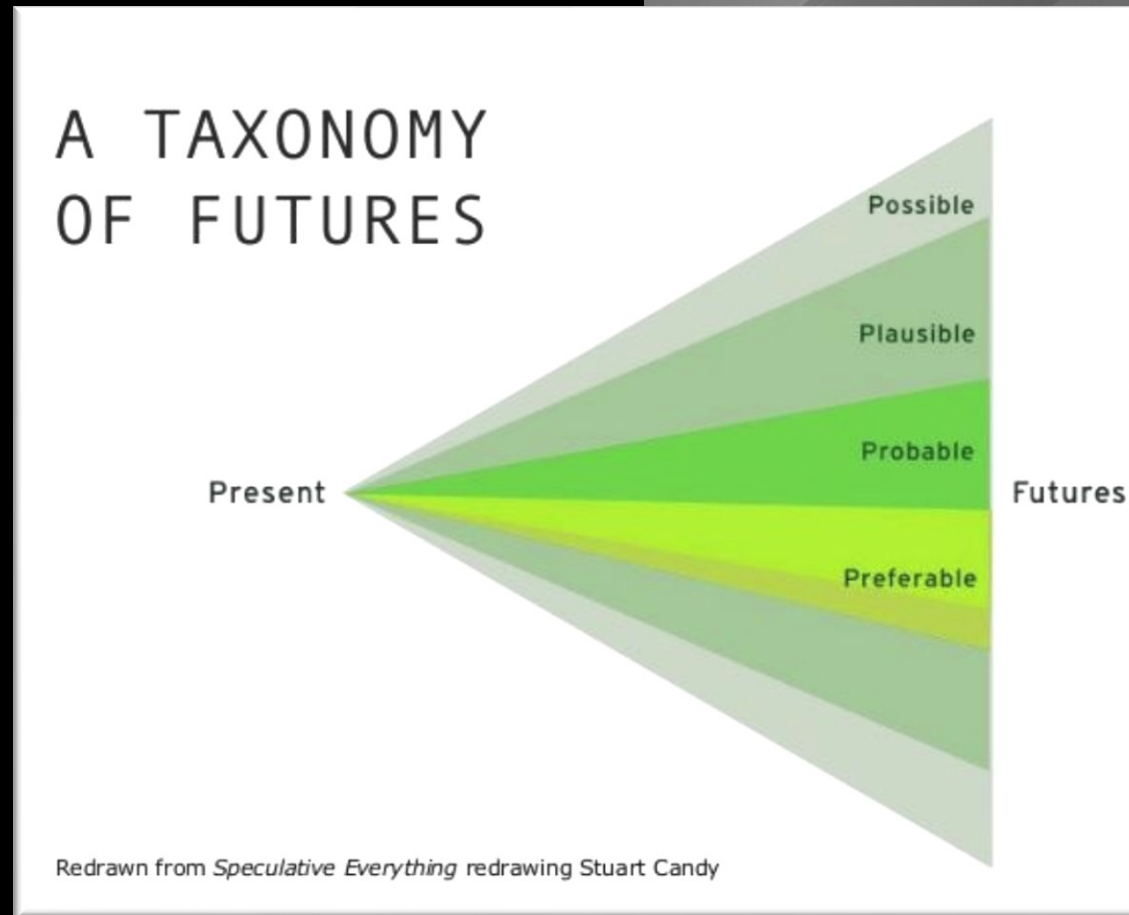 A TAXONOMY
OF FUTURES
Possible
Plausible
Probable
Present
Futures
Preferable
Redrawn from Speculative Everything redrawing Stuart Candy